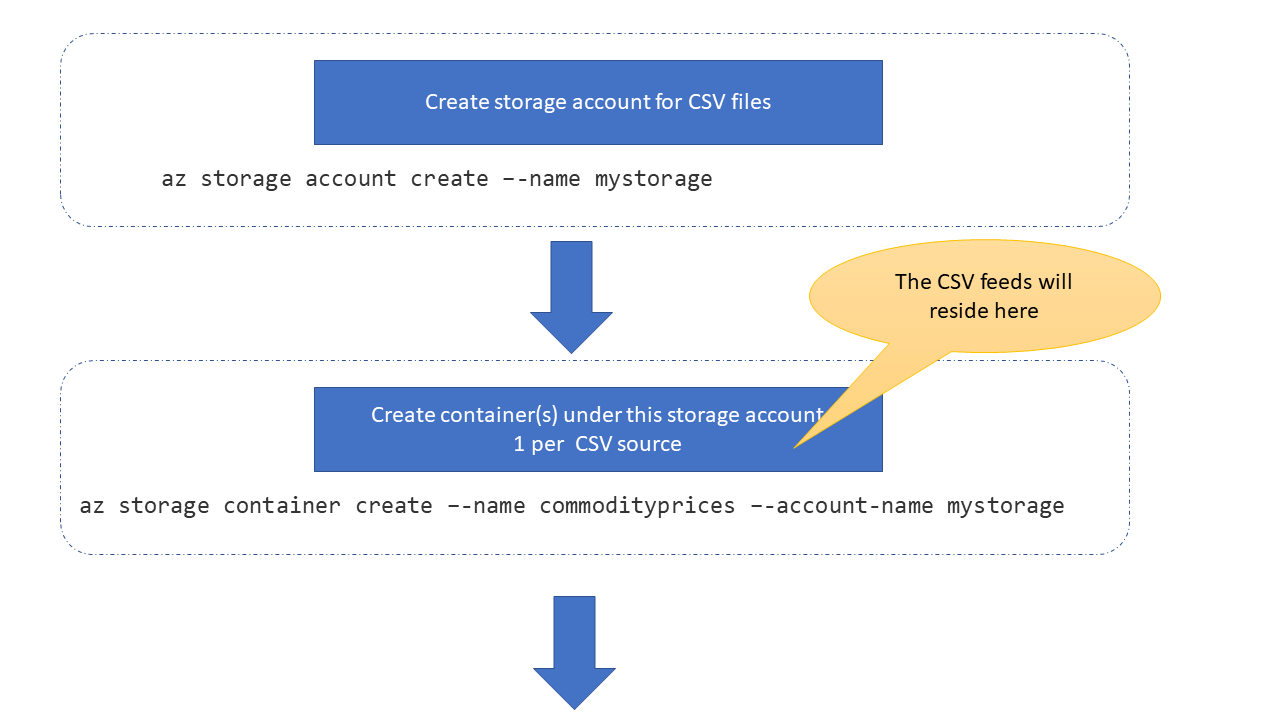 Create storage account for CSV files
az storage account create –-name mystorage
The CSV feeds will
reside here
Create container(s) under this storage account
1 per  CSV source
az storage container create –-name commodityprices –-account-name mystorage